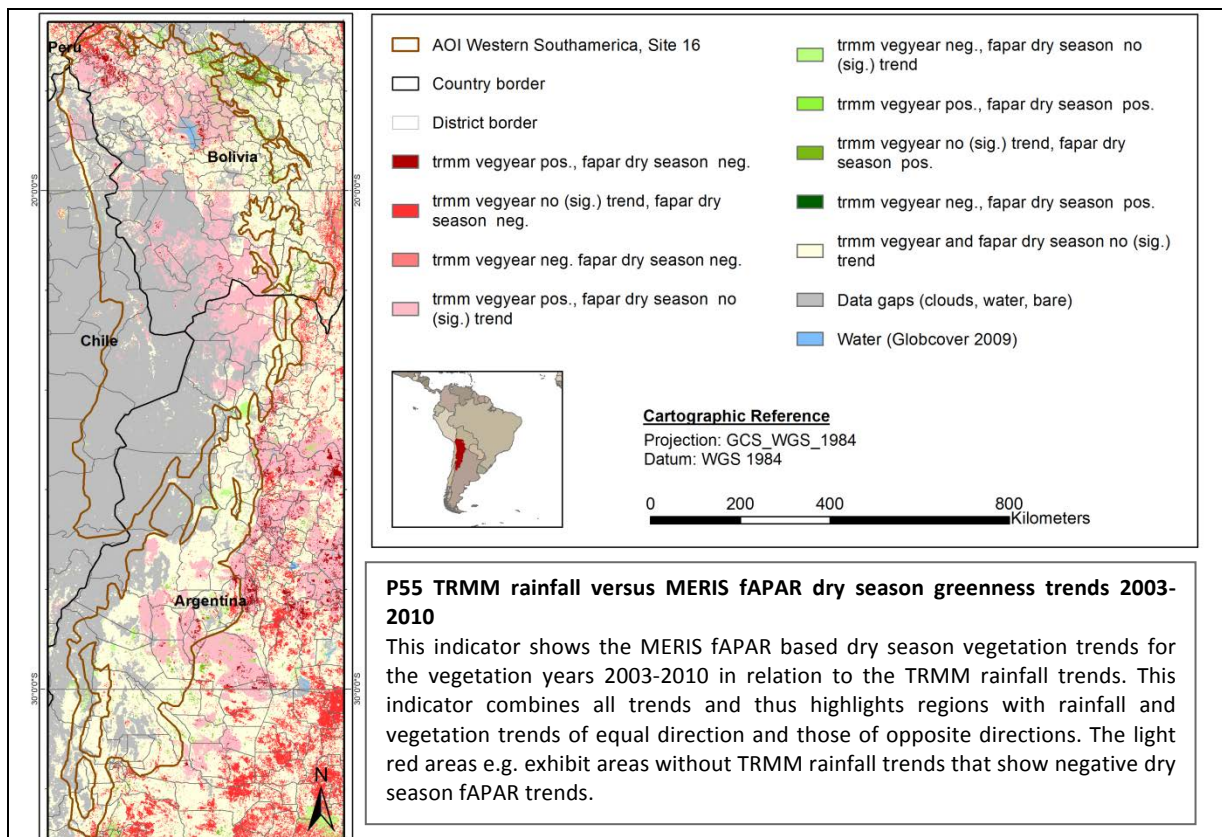 Peru
Bolivia
Chile
Argentina
20°0'0"S
20°0'0"S
30°0'0"S
30°0'0"S
N
AOI Western Southamerica, Site 16
Country border
District border
trmm vegyear pos., fapar dry season neg.
trmm vegyear no (sig.) trend, fapar dry
season neg.
trmm vegyear neg. fapar dry season neg.
trmm vegyear pos., fapar dry season no
(sig.) trend
trmm vegyear neg., fapar dry season no
(sig.) trend
trmm vegyear pos., fapar dry season pos.
trmm vegyear no (sig.) trend, fapar dry
season pos.
trmm vegyear neg., fapar dry season pos.
trmm vegyear and fapar dry season no (sig.)
trend
Data gaps (clouds, water, bare)
Water (Globcover 2009)
Cartographic Reference
Projection: GCS_WGS_1984
Datum: WGS 1984
0 200 400 800
Kilometers
P55 TRMM rainfall versus MERIS fAPAR dry season greenness trends 2003-
2010
This indicator shows the MERIS fAPAR based dry season vegetation trends for
the vegetation years 2003-2010 in relation to the TRMM rainfall trends. This
indicator combines all trends and thus highlights regions with rainfall and
vegetation trends of equal direction and those of opposite directions. The light
red areas e.g. exhibit areas without TRMM rainfall trends that show negative dry
season fAPAR trends.